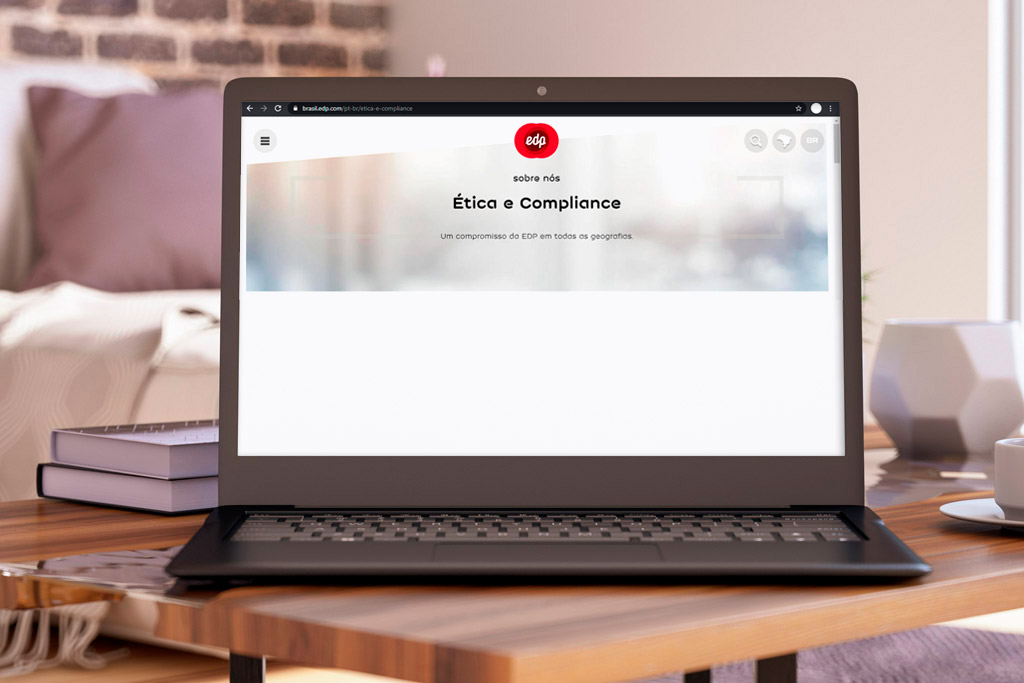 brasil.edp.com/pt-br/etica-e-compliance
edp
BR
sobre nós
Ética e Compliance
Um compromisso da EDP em todas as geografias.